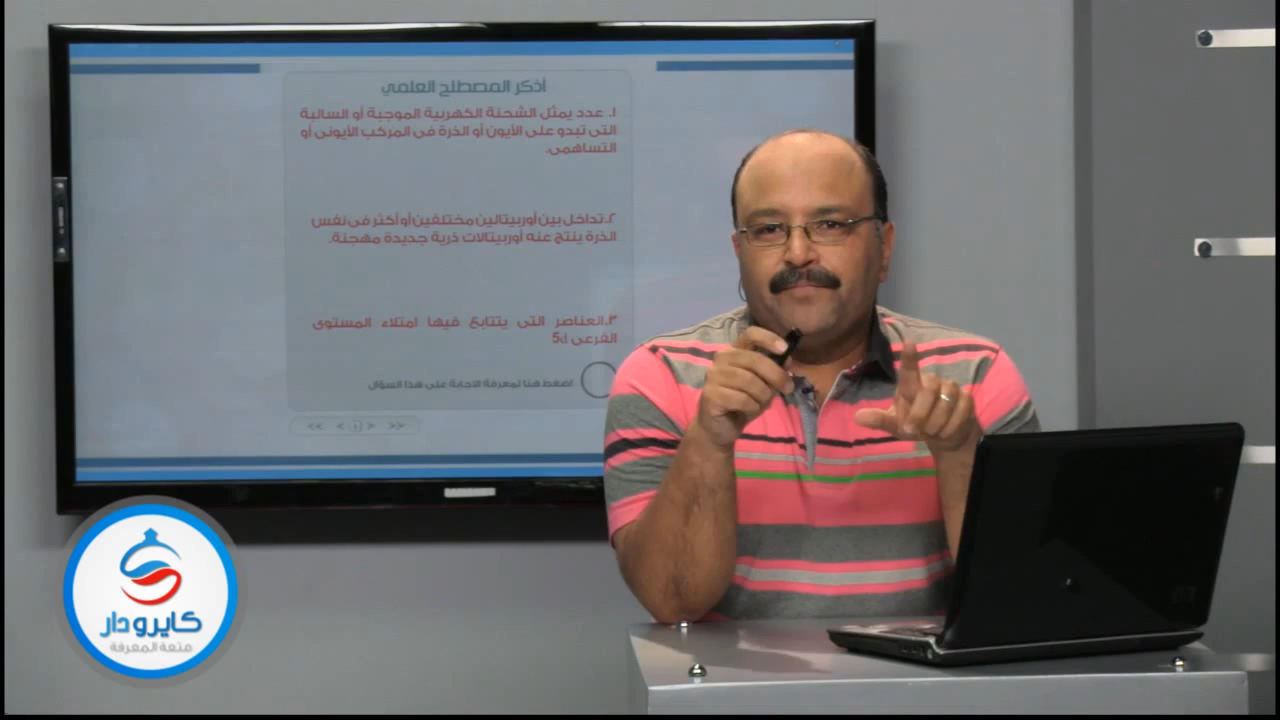 أذكر المصطلح العلمي
١. عدد يمثل الشحنة الكهربية الموجبة أو السالبة
التى تبدو على الأيون أو الذرة فى المركب الأيونى أو
التساهمى.
٢.تداخل بين أوربيتالين مختلفين أو أكثر فى نفس
الذرة ينتج عنه أوربيتالات ذرية جديدة مهجنة.
٣.العناصر التى يتتابع فيها امتلاء المستوى
الفرعى 5d
اضغط هنا لمعرفة الاجابة على هذا السؤال
<< < 1 > >>
كايرودار
متعة المعرفة